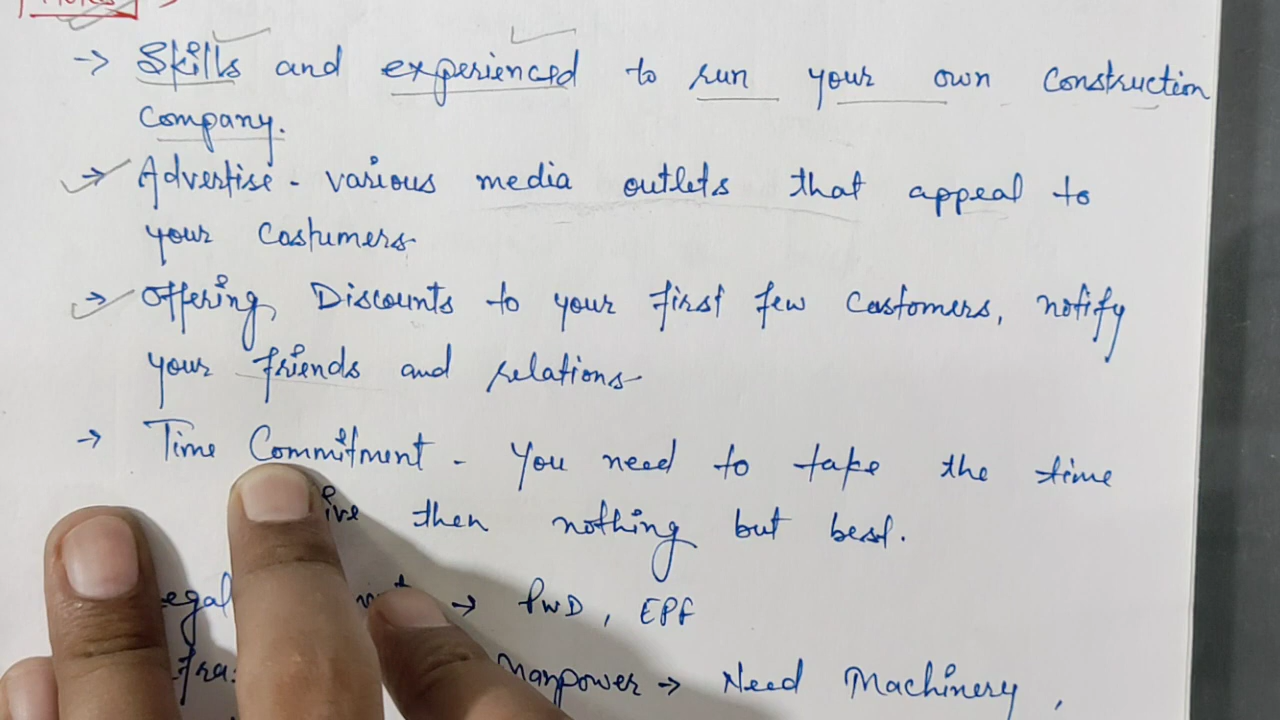 → Skills and experienced to run your own Construction
Company.
→ Advertise - various media outlets that appeal to
your Costumers
→ Offering Discounts to your first few Costomers, notify
your friends and relations
→ Time Commitment - You need to take the time
then nothing but best.
→ PWD, EPF
Manpower → Need Machinery,